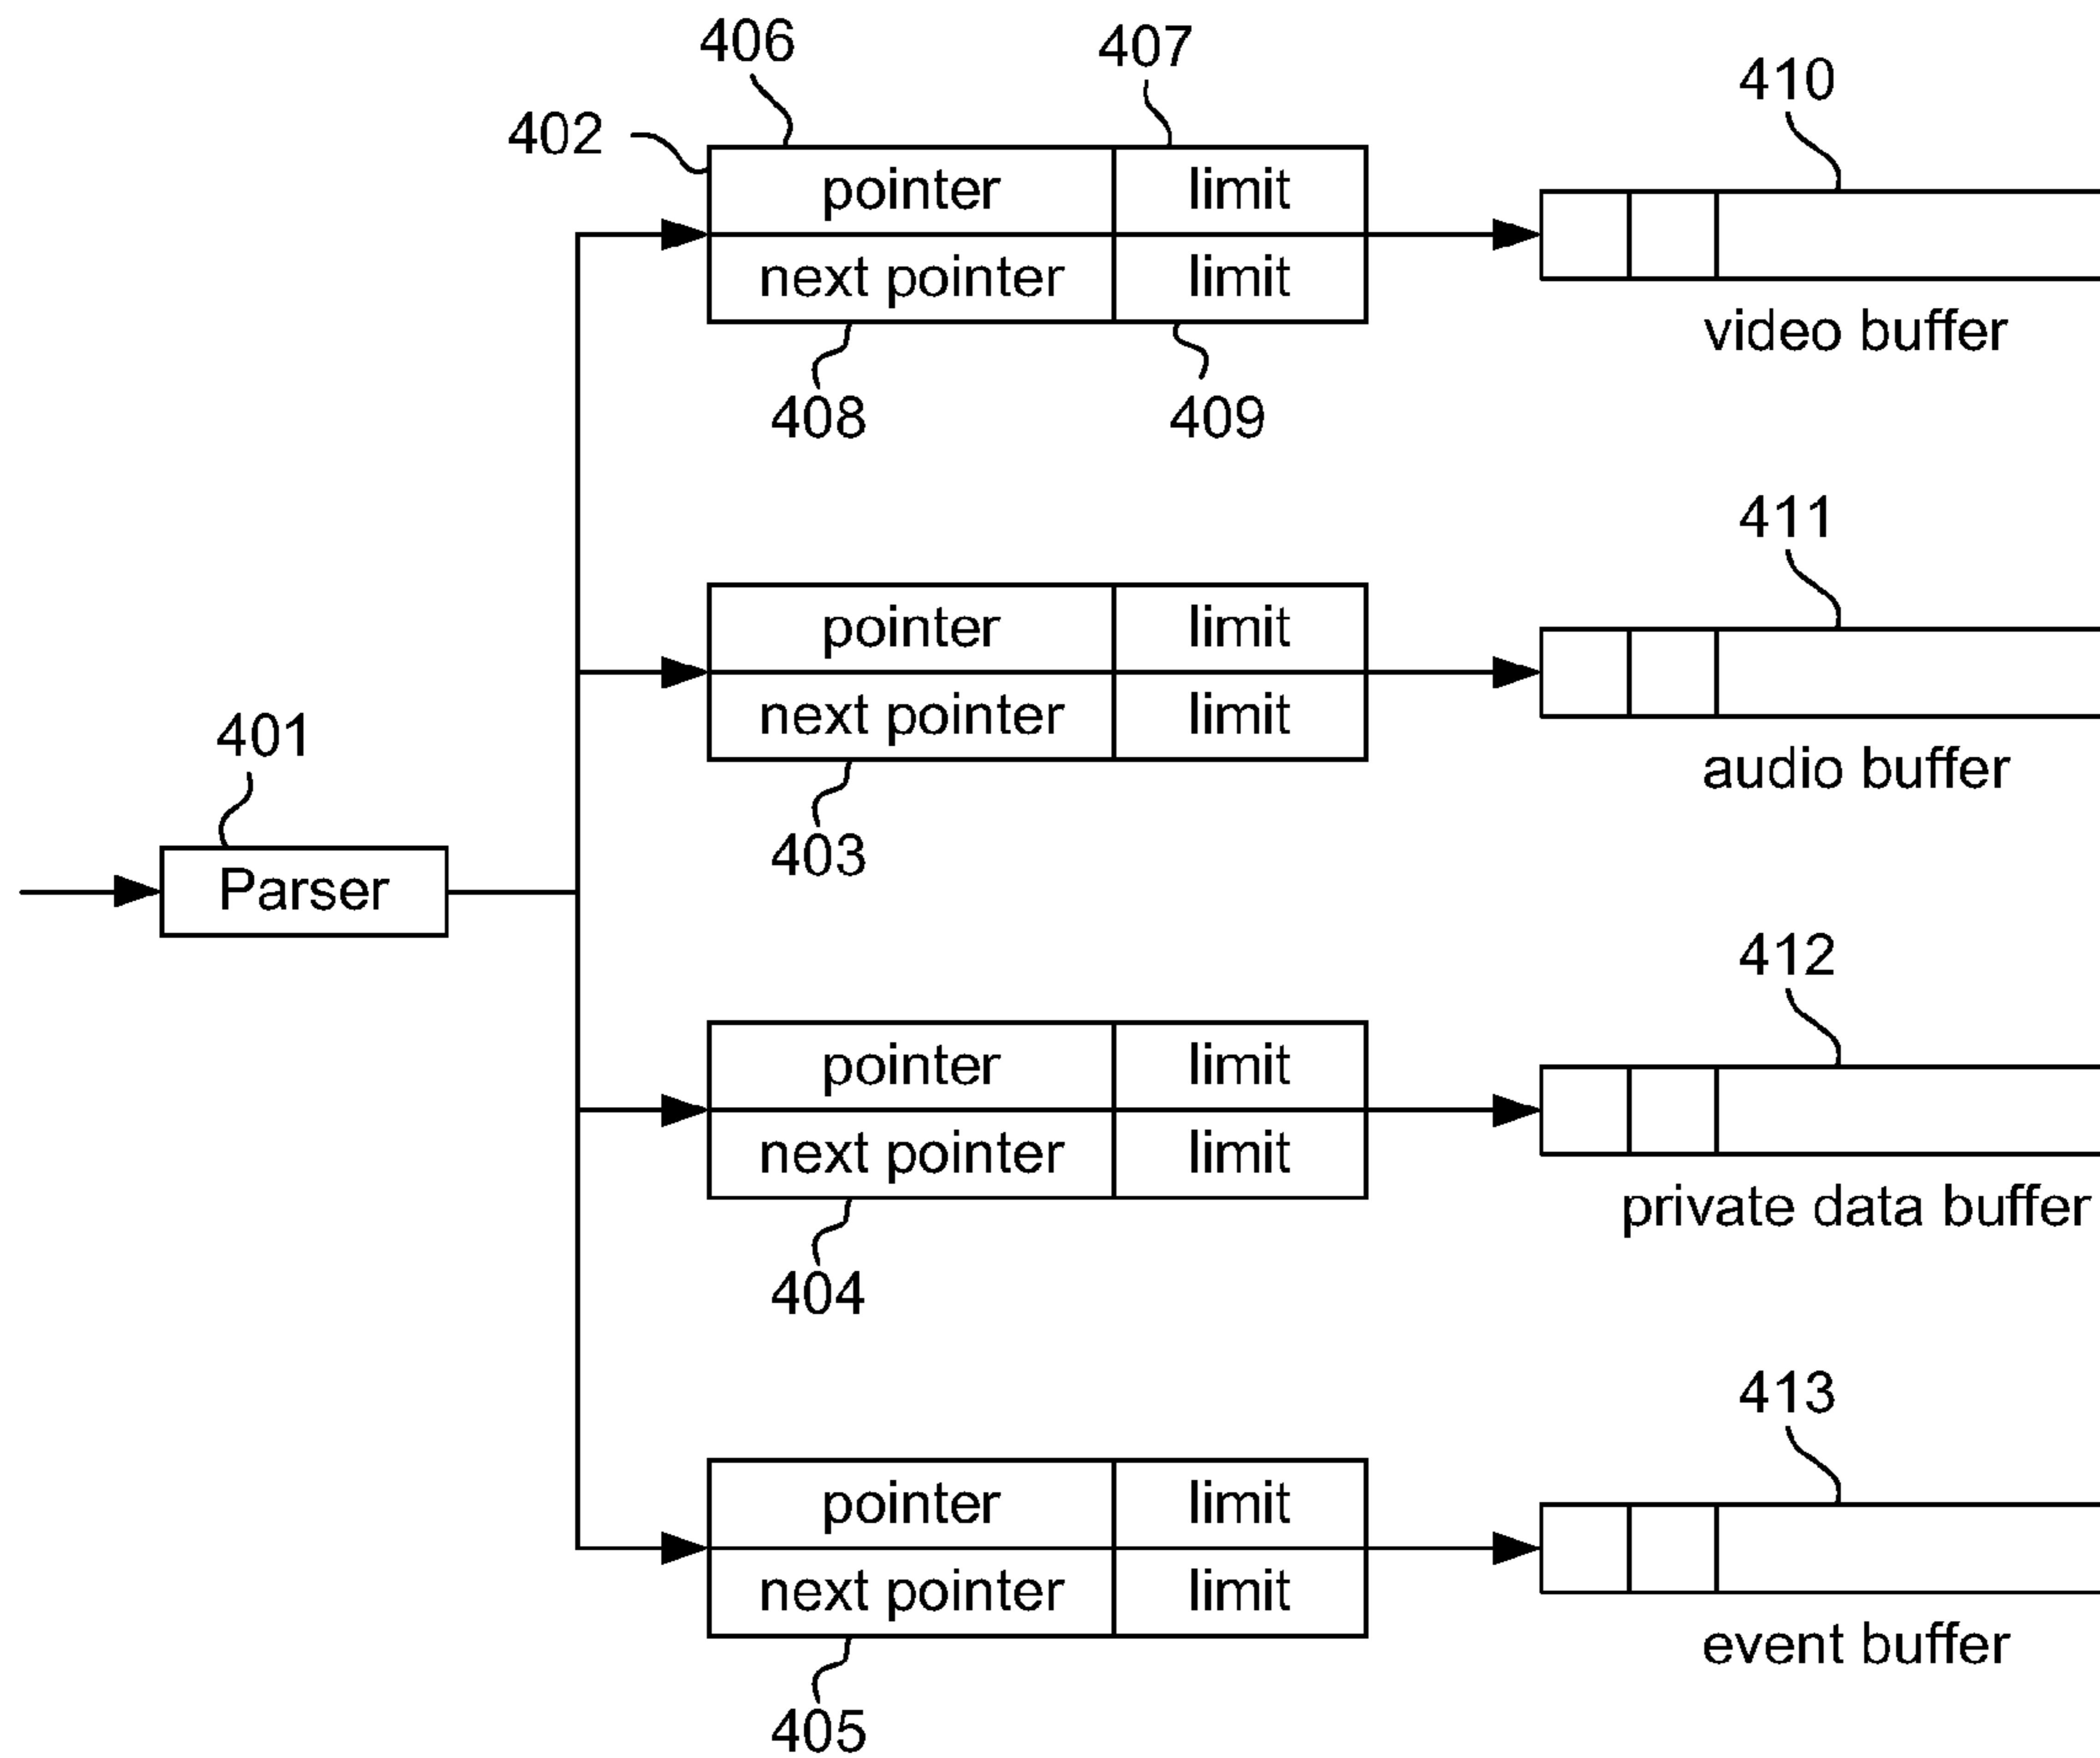 406
407
410
402
pointer
limit
next pointer
limit
video buffer
408
409
411
pointer
limit
next pointer
limit
audio buffer
401
403
Parser
412
pointer
limit
next pointer
limit
private data buffer
404
413
pointer
limit
next pointer
limit
event buffer
405